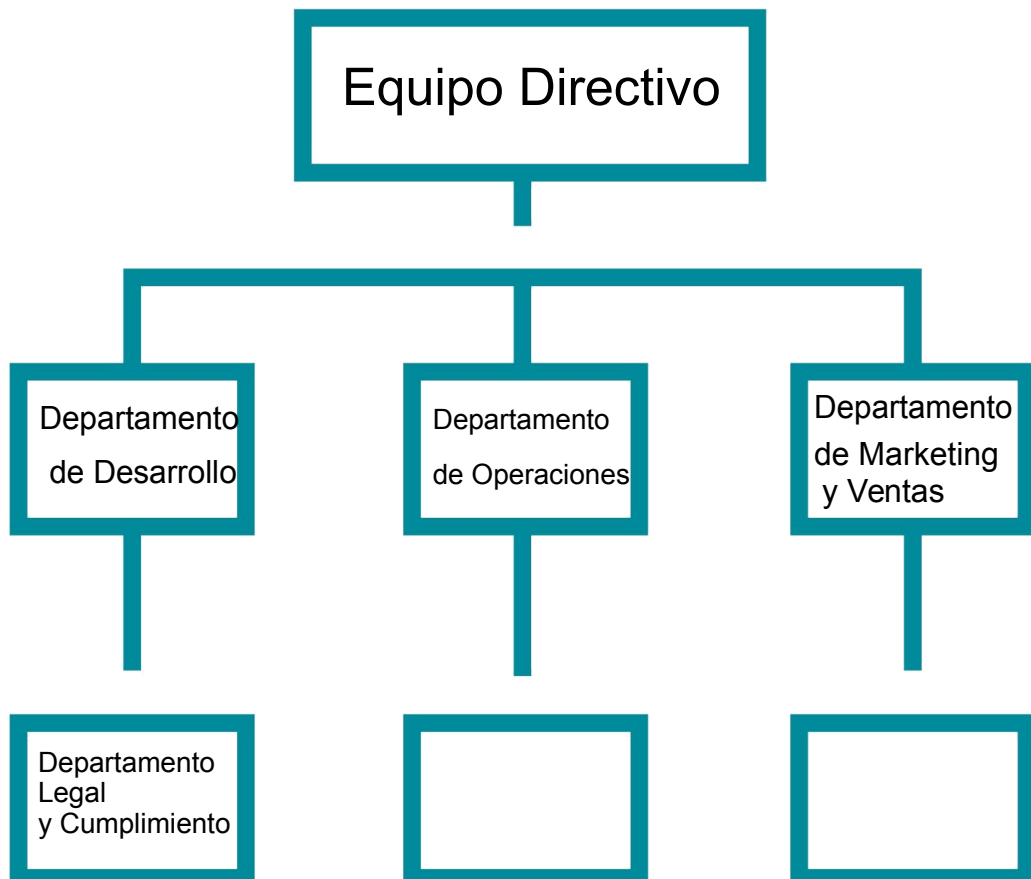 Equipo Directivo
Departamento
de Desarrollo
Departamento
de Operaciones
Departamento
de Marketing
y Ventas
Departamento
Legal
y Cumplimiento